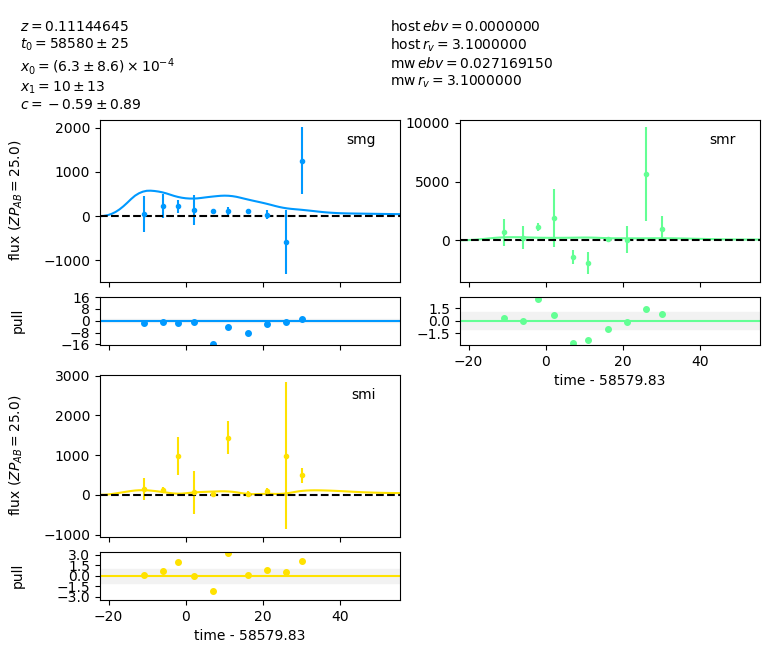 z = 0.11144645
t₀ = 58580 ± 25
x₀ = (6.3 ± 8.6) × 10⁻⁴
x₁ = 10 ± 13
c = −0.59 ± 0.89
host ebv = 0.0000000
host r_v = 3.1000000
mw ebv = 0.027169150
mw r_v = 3.1000000
flux (ZP_AB = 25.0)
2000
1000
0
−1000
smg
10000
5000
0
smr
pull
16
8
0
−8
−16
1.5
0.0
−1.5
−20
0
20
40
time - 58579.83
flux (ZP_AB = 25.0)
3000
2000
1000
0
−1000
smi
pull
3.0
1.5
0.0
−1.5
−3.0
−20
0
20
40
time - 58579.83